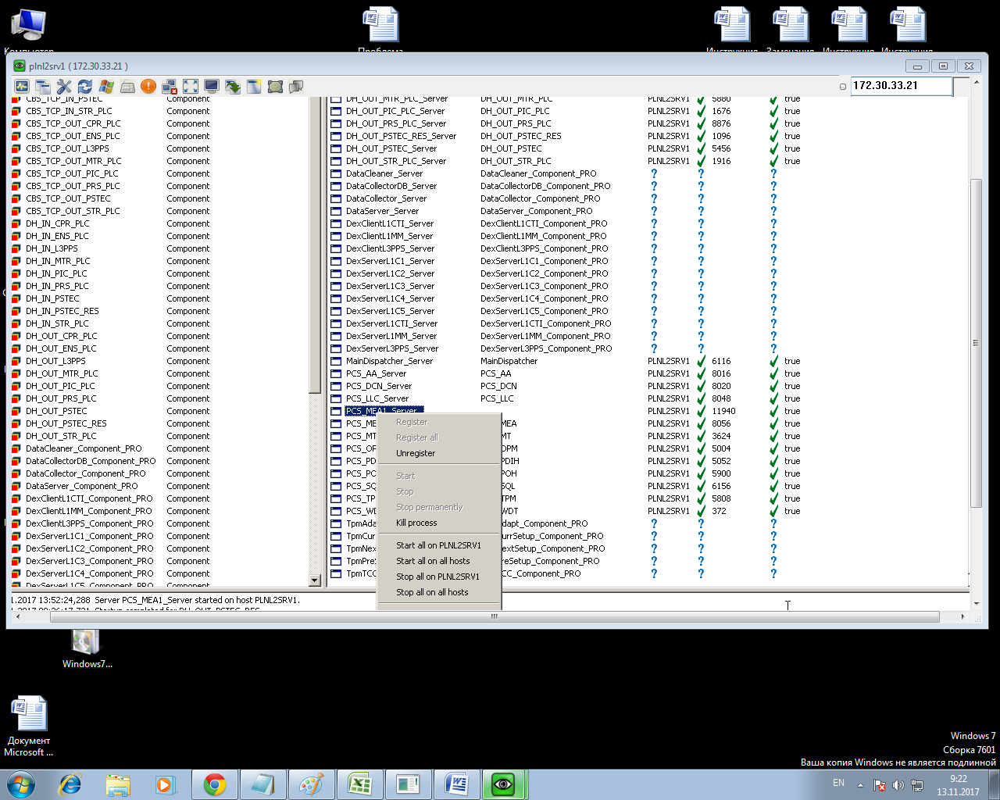 Компьютер
Проблема
Инструкция
Замечания
Инструкция
Инструкция
plnl2srv1 ( 172.30.33.21 )
172.30.33.21
CBS_TCP_IN_PSTEC Component
CBS_TCP_IN_STR_PLC Component
CBS_TCP_OUT_CPR_PLC Component
CBS_TCP_OUT_ENS_PLC Component
CBS_TCP_OUT_L3PPS Component
CBS_TCP_OUT_MTR_PLC Component
CBS_TCP_OUT_PIC_PLC Component
CBS_TCP_OUT_PRS_PLC Component
CBS_TCP_OUT_PSTEC Component
CBS_TCP_OUT_STR_PLC Component
DH_IN_CPR_PLC Component
DH_IN_ENS_PLC Component
DH_IN_L3PPS Component
DH_IN_MTR_PLC Component
DH_IN_PIC_PLC Component
DH_IN_PRS_PLC Component
DH_IN_PSTEC Component
DH_IN_PSTEC_RES Component
DH_IN_STR_PLC Component
DH_OUT_CPR_PLC Component
DH_OUT_ENS_PLC Component
DH_OUT_L3PPS Component
DH_OUT_MTR_PLC Component
DH_OUT_PIC_PLC Component
DH_OUT_PRS_PLC Component
DH_OUT_PSTEC Component
DH_OUT_PSTEC_RES Component
DH_OUT_STR_PLC Component
DataCleaner_Component_PRO Component
DataCollectorDB_Component_PRO Component
DataCollector_Component_PRO Component
DataServer_Component_PRO Component
DexClientL1CTI_Component_PRO Component
DexClientL1MM_Component_PRO Component
DexClientL3PPS_Component_PRO Component
DexServerL1C1_Component_PRO Component
DexServerL1C2_Component_PRO Component
DexServerL1C3_Component_PRO Component
DexServerL1C4_Component_PRO Component
DexServerL1C5_Component_PRO Component
DH_OUT_MTR_PLC_Server DH_OUT_MTR_PLC PLNL2SRV1 5880 true
DH_OUT_PIC_PLC_Server DH_OUT_PIC_PLC PLNL2SRV1 1676 true
DH_OUT_PRS_PLC_Server DH_OUT_PRS_PLC PLNL2SRV1 8876 true
DH_OUT_PSTEC_RES_Server DH_OUT_PSTEC_RES PLNL2SRV1 1096 true
DH_OUT_PSTEC_Server DH_OUT_PSTEC PLNL2SRV1 5456 true
DH_OUT_STR_PLC_Server DH_OUT_STR_PLC PLNL2SRV1 1916 true
DataCleaner_Server DataCleaner_Component_PRO ? ? ?
DataCollectorDB_Server DataCollectorDB_Component_PRO ? ? ?
DataCollector_Server DataCollector_Component_PRO ? ? ?
DataServer_Server DataServer_Component_PRO ? ? ?
DexClientL1CTI_Server DexClientL1CTI_Component_PRO ? ? ?
DexClientL1MM_Server DexClientL1MM_Component_PRO ? ? ?
DexClientL3PPS_Server DexClientL3PPS_Component_PRO ? ? ?
DexServerL1C1_Server DexServerL1C1_Component_PRO ? ? ?
DexServerL1C2_Server DexServerL1C2_Component_PRO ? ? ?
DexServerL1C3_Server DexServerL1C3_Component_PRO ? ? ?
DexServerL1C4_Server DexServerL1C4_Component_PRO ? ? ?
DexServerL1C5_Server DexServerL1C5_Component_PRO ? ? ?
DexServerL1CTI_Server DexServerL1CTI_Component_PRO ? ? ?
DexServerL1MM_Server DexServerL1MM_Component_PRO ? ? ?
DexServerL3PPS_Server DexServerL3PPS_Component_PRO ? ? ?
MainDispatcher_Server MainDispatcher PLNL2SRV1 6116 true
PCS_AA_Server PCS_AA PLNL2SRV1 8016 true
PCS_DCN_Server PCS_DCN PLNL2SRV1 8020 true
PCS_LLC_Server PCS_LLC PLNL2SRV1 8048 true
PCS_MEA1_Server PLNL2SRV1 11940 true
PCS_ME MEA PLNL2SRV1 8056 true
PCS_MT MT PLNL2SRV1 3624 true
PCS_OP OPM PLNL2SRV1 5004 true
PCS_PD PDIH PLNL2SRV1 5052 true
PCS_PO POH PLNL2SRV1 5900 true
PCS_SQ SQL PLNL2SRV1 6156 true
PCS_TP TPM PLNL2SRV1 5808 true
PCS_WD WDT PLNL2SRV1 372 true
TpmAda dapt_Component_PRO ? ? ?
TpmCur urrSetup_Component_PRO ? ? ?
TpmNex extSetup_Component_PRO ? ? ?
TpmPre reSetup_Component_PRO ? ? ?
TpmTCC CC_Component_PRO ? ? ?
Register
Register all
Unregister
Start
Stop
Stop permanently
Kill process
Start all on PLNL2SRV1
Start all on all hosts
Stop all on PLNL2SRV1
Stop all on all hosts
.2017 13:52:24,288 Server PCS_MEA1_Server started on host PLNL2SRV1.
Windows7...
Документ
Microsoft ...
Windows 7
Сборка 7601
Ваша копия Windows не является подлинной
EN
9:22
13.11.2017